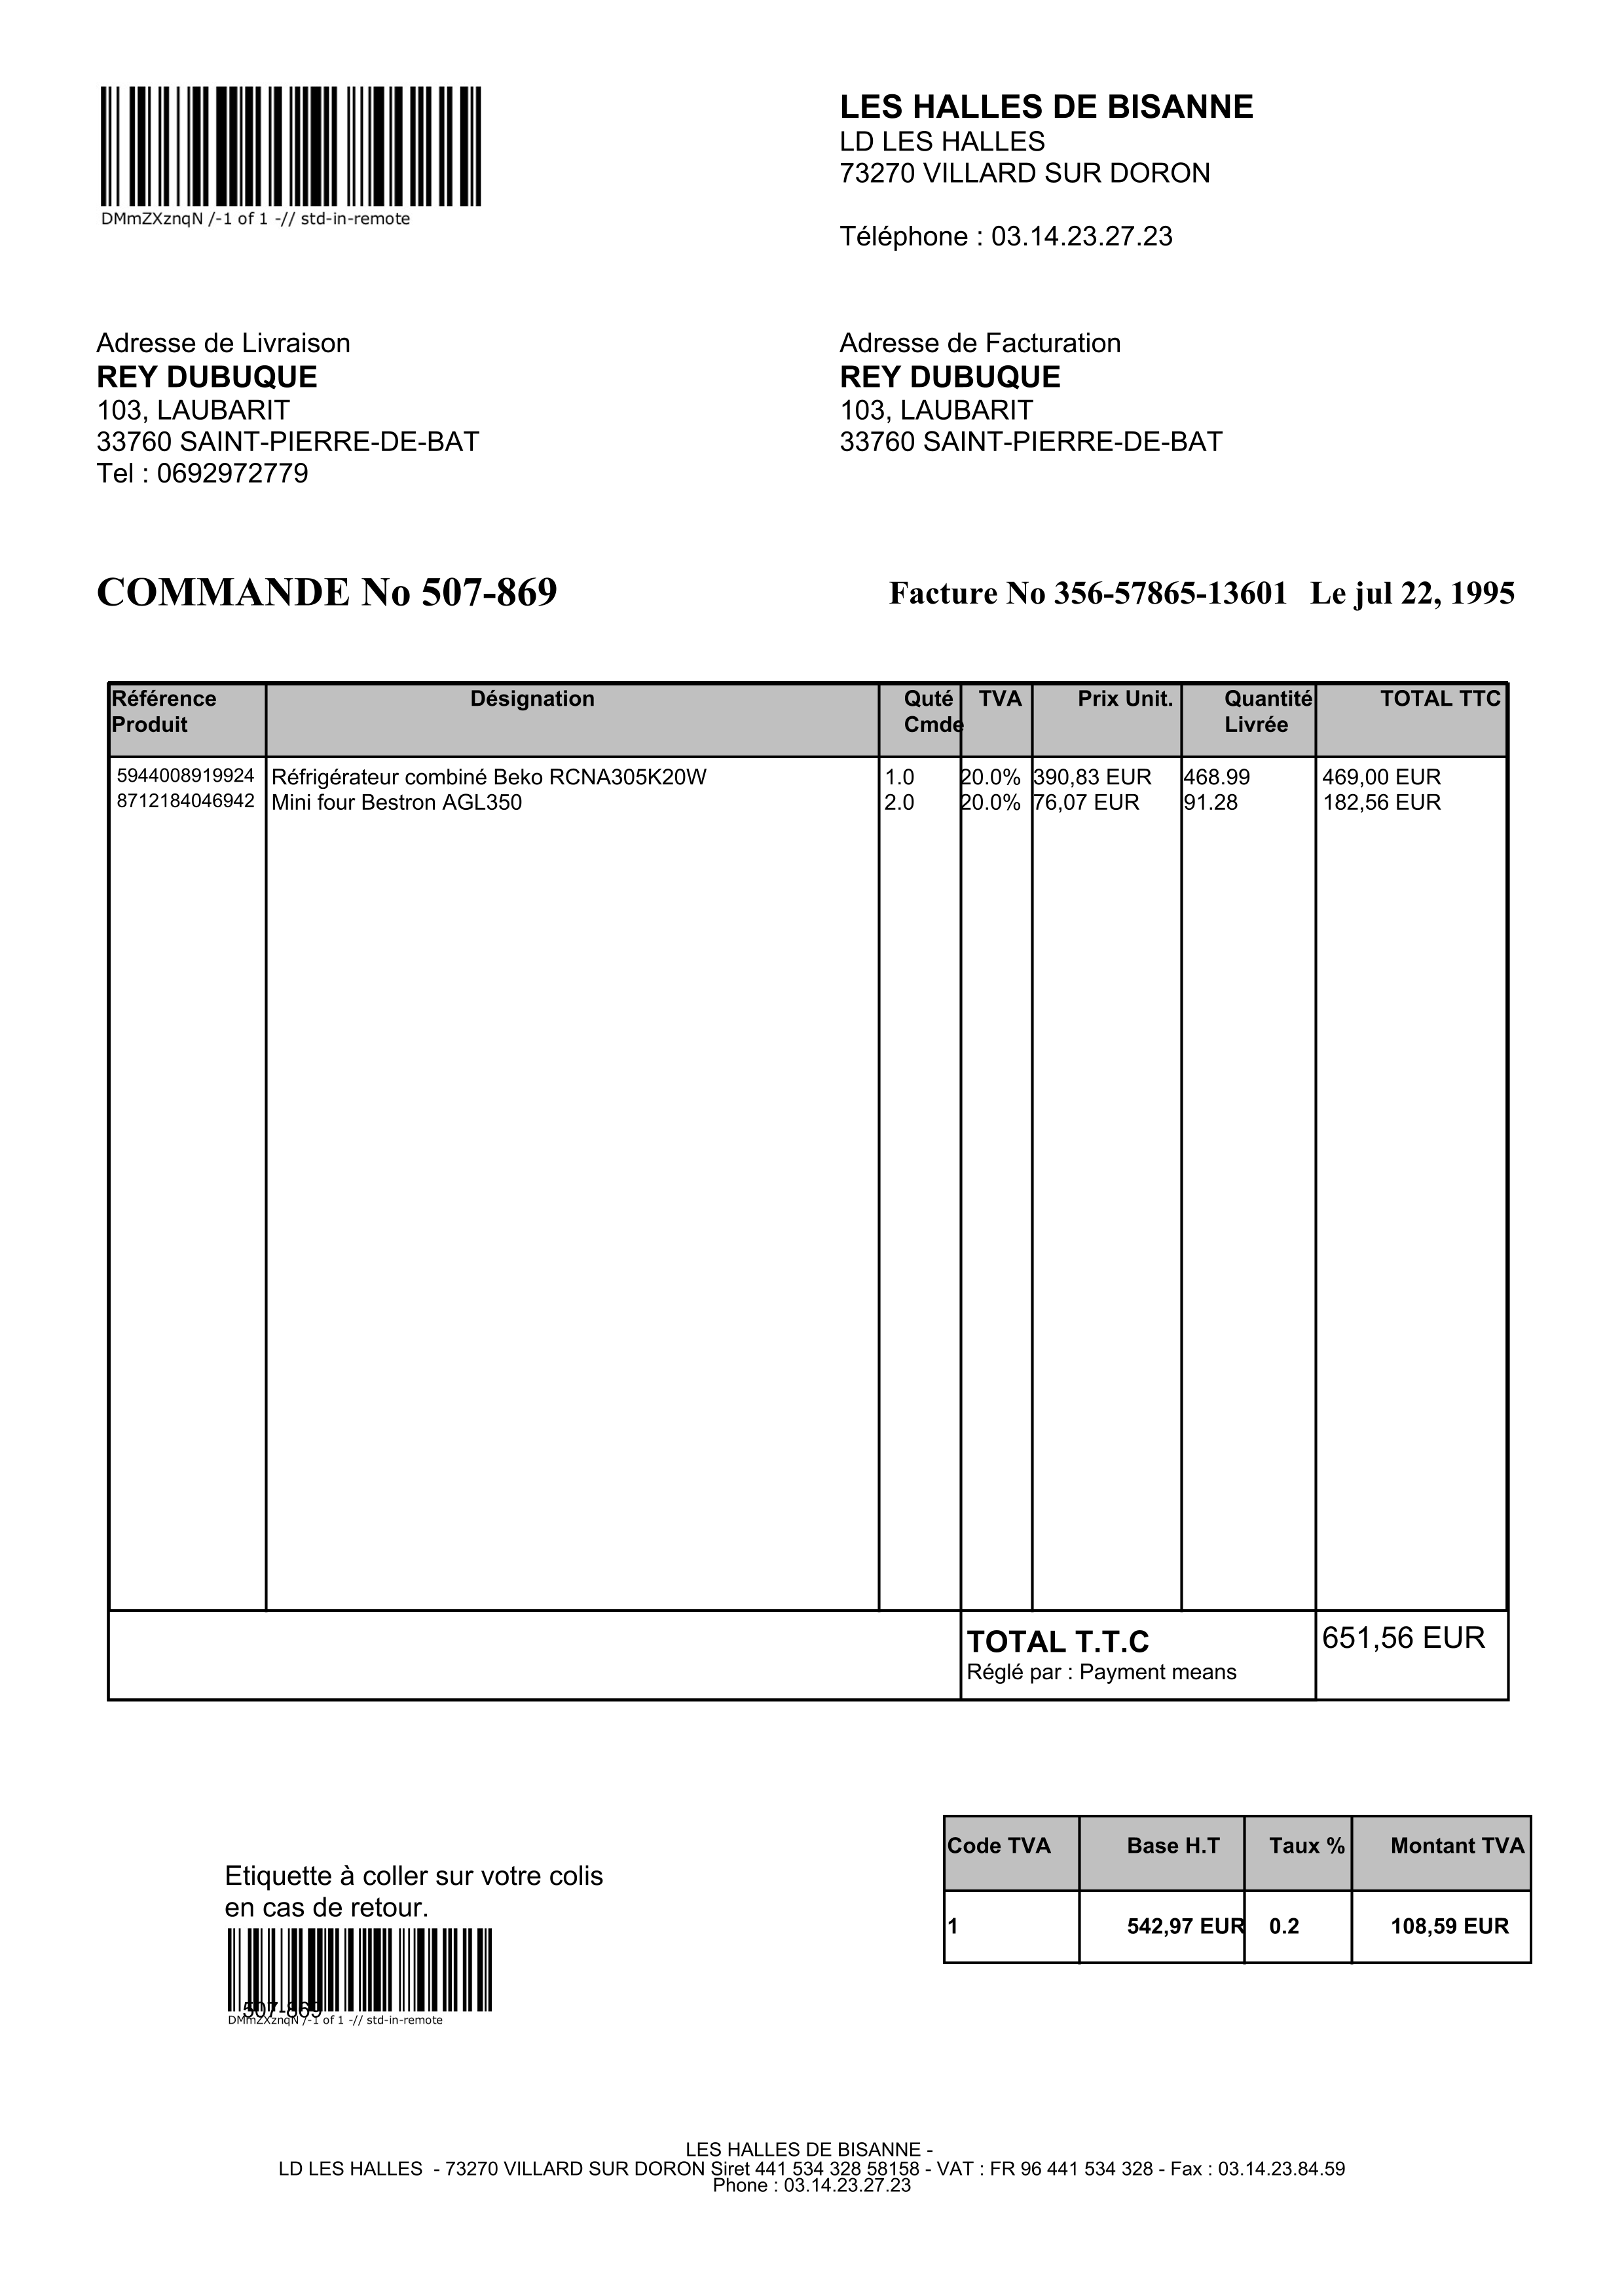 DMmZXznqN /-1 of 1 -// std-in-remote
LES HALLES DE BISANNE
LD LES HALLES
73270 VILLARD SUR DORON
Téléphone : 03.14.23.27.23
Adresse de Livraison
REY DUBUQUE
103, LAUBARIT
33760 SAINT-PIERRE-DE-BAT
Tel : 0692972779
Adresse de Facturation
REY DUBUQUE
103, LAUBARIT
33760 SAINT-PIERRE-DE-BAT
COMMANDE No 507-869
Facture No 356-57865-13601 Le jul 22, 1995
Référence Produit Désignation Quté Cmde TVA Prix Unit. Quantité Livrée TOTAL TTC
5944008919924 Réfrigérateur combiné Beko RCNA305K20W 1.0 20.0% 390,83 EUR 468.99 469,00 EUR
8712184046942 Mini four Bestron AGL350 2.0 20.0% 76,07 EUR 91.28 182,56 EUR
TOTAL T.T.C 651,56 EUR
Réglé par : Payment means
Code TVA Base H.T Taux % Montant TVA
1 542,97 EUR 0.2 108,59 EUR
Etiquette à coller sur votre colis
en cas de retour.
507-869
DMmZXznqN /-1 of 1 -// std-in-remote
LES HALLES DE BISANNE -
LD LES HALLES - 73270 VILLARD SUR DORON Siret 441 534 328 58158 - VAT : FR 96 441 534 328 - Fax : 03.14.23.84.59
Phone : 03.14.23.27.23